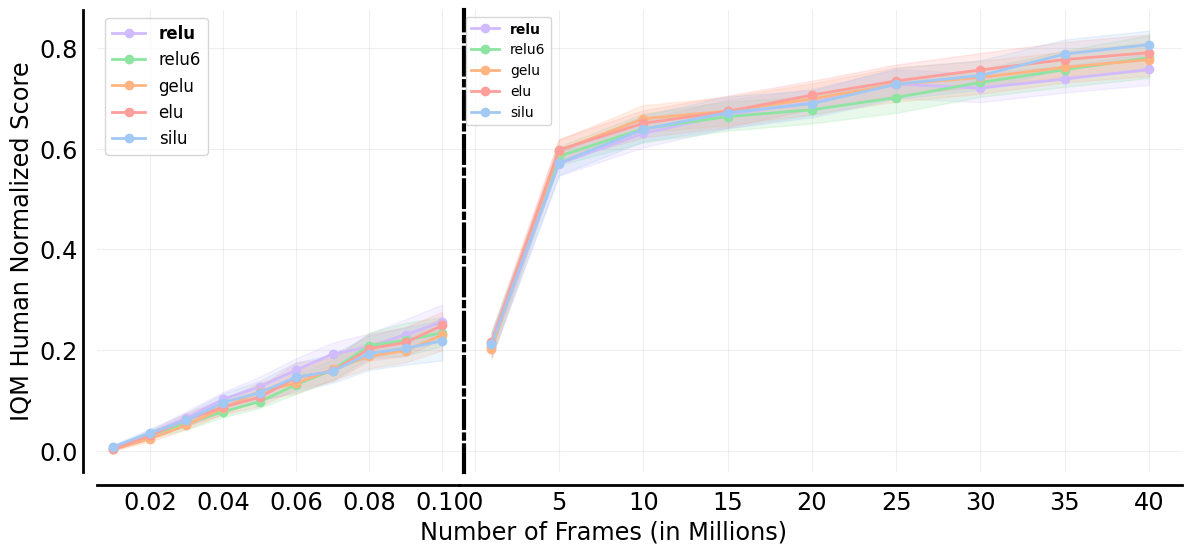 IQM Human Normalized Score
relu
relu6
gelu
elu
silu
relu
relu6
gelu
elu
silu
0.8
0.6
0.4
0.2
0.0
0.02 0.04 0.06 0.08 0.100 0 5 10 15 20 25 30 35 40
Number of Frames (in Millions)